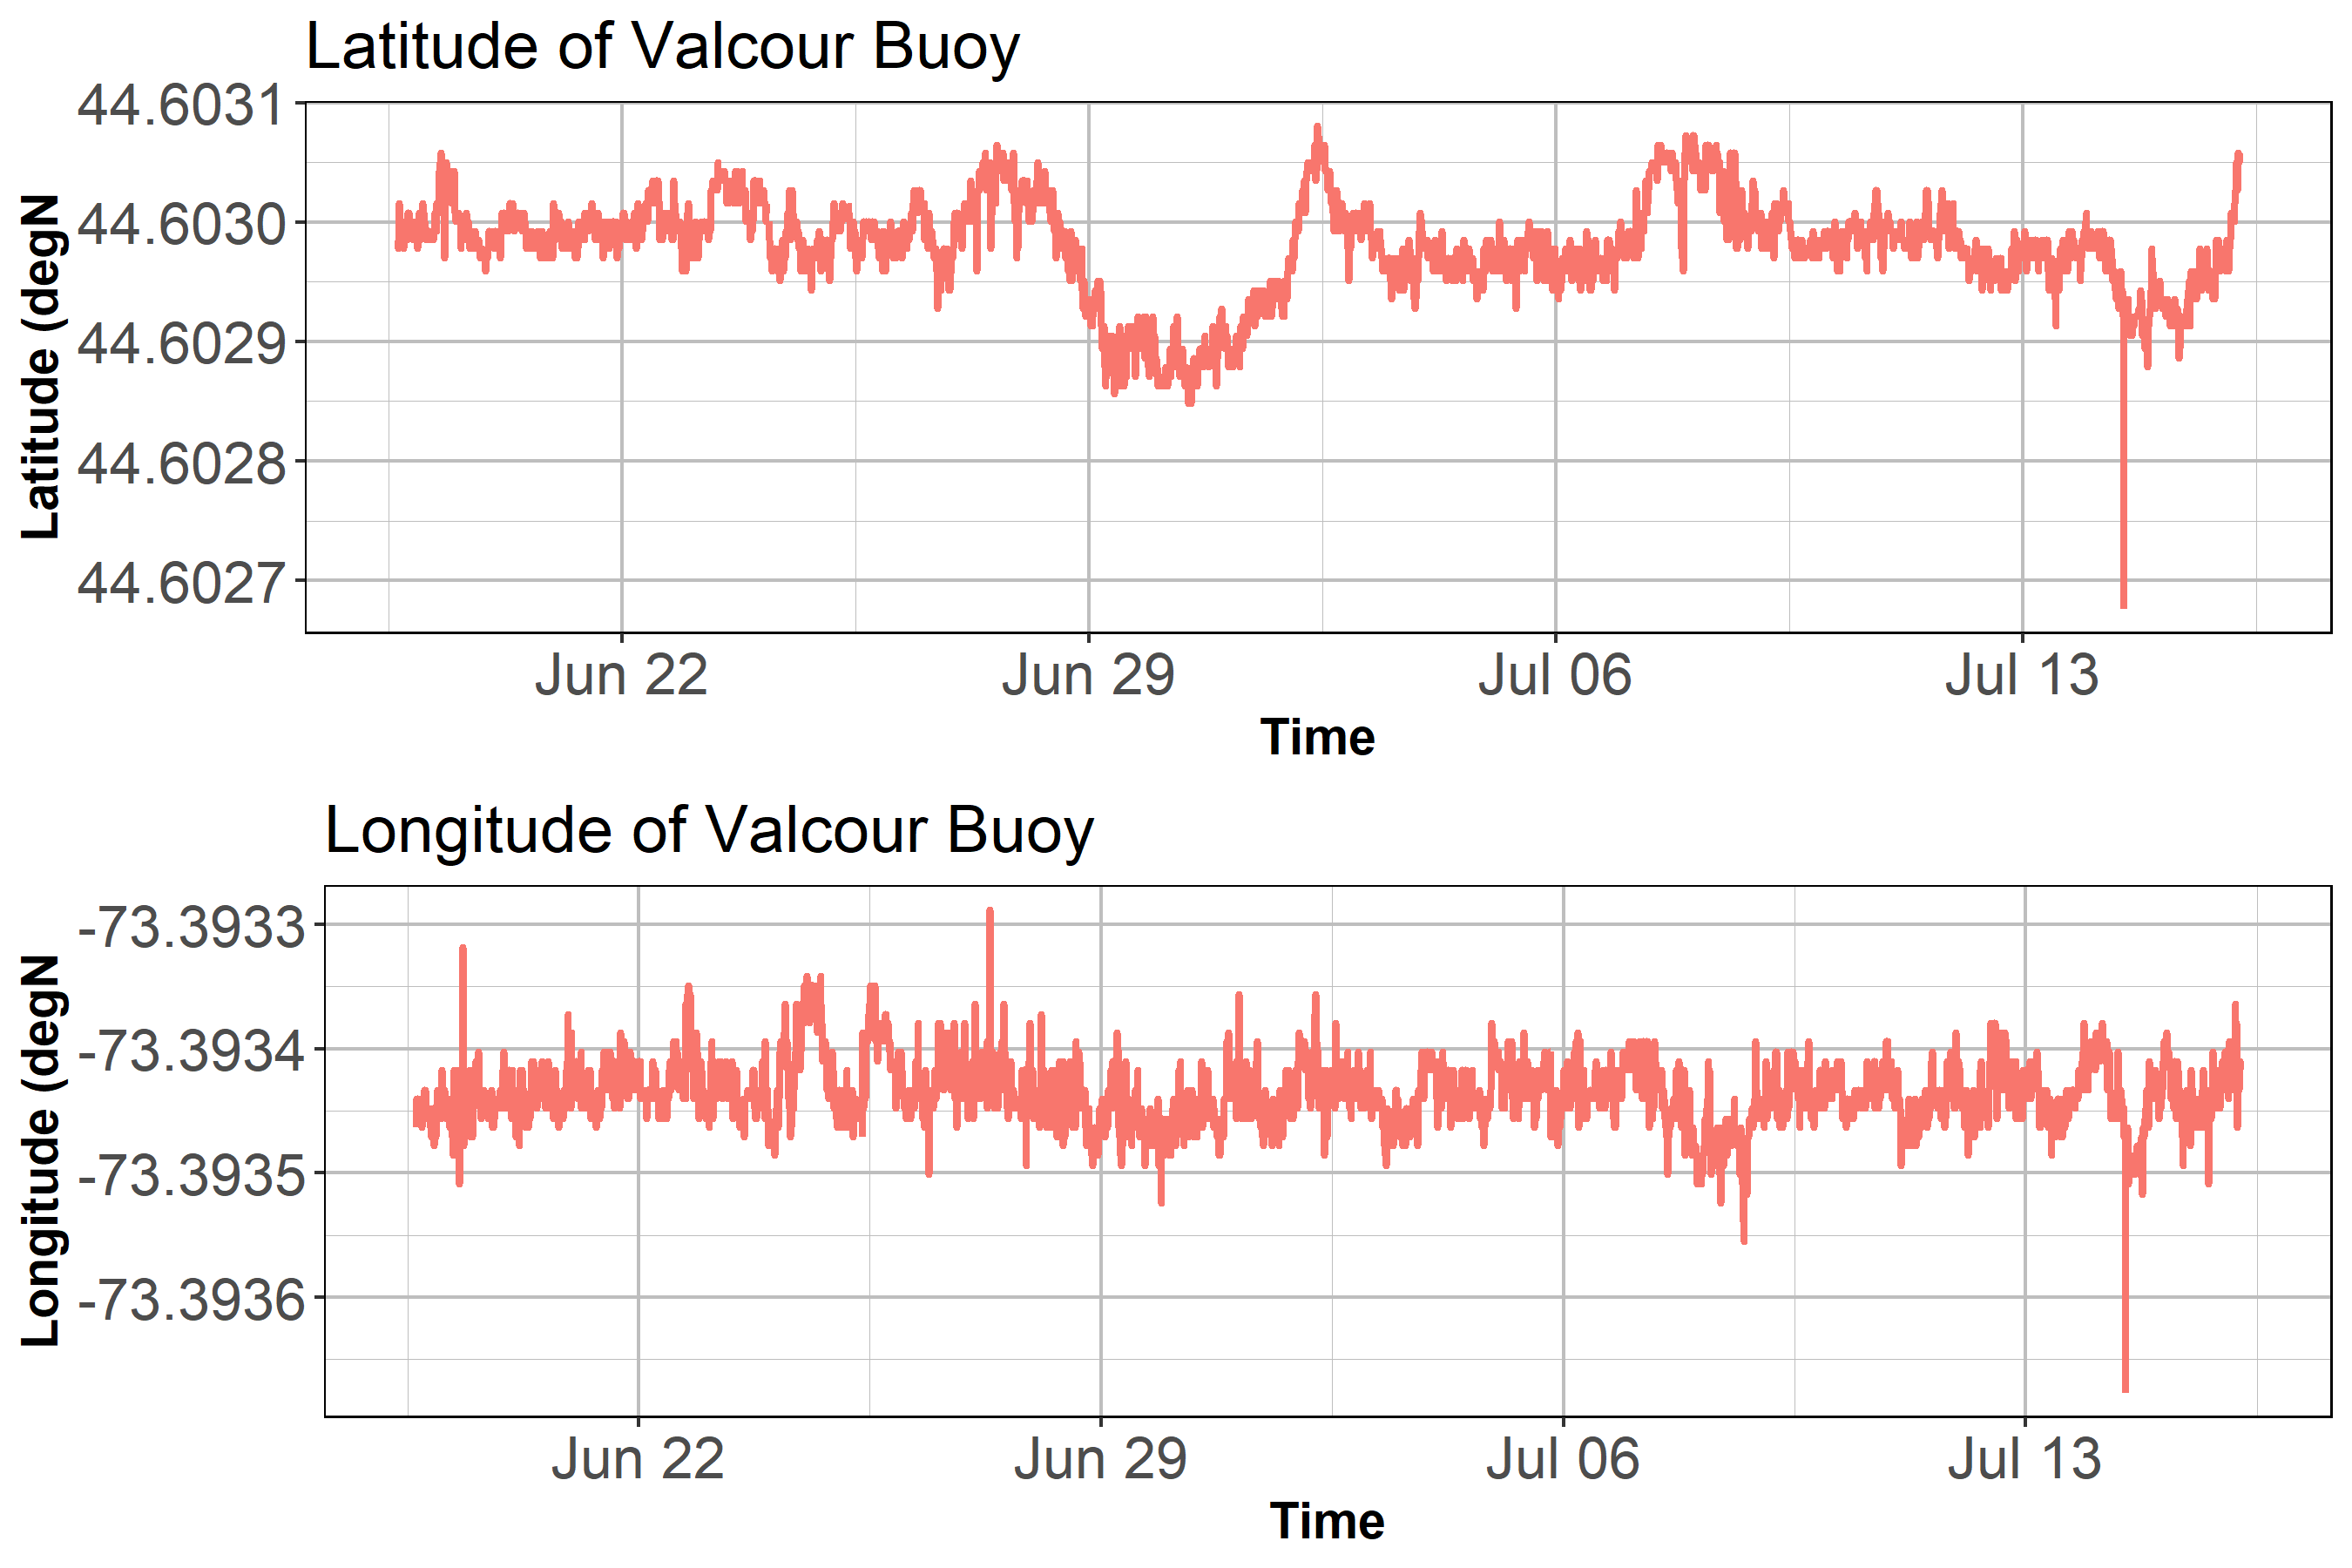 Latitude of Valcour Buoy
44.6031
44.6030
44.6029
44.6028
44.6027
Latitude (degN
Jun 22 Jun 29 Jul 06 Jul 13
Time
Longitude of Valcour Buoy
-73.3933
-73.3934
-73.3935
-73.3936
Longitude (degN
Jun 22 Jun 29 Jul 06 Jul 13
Time